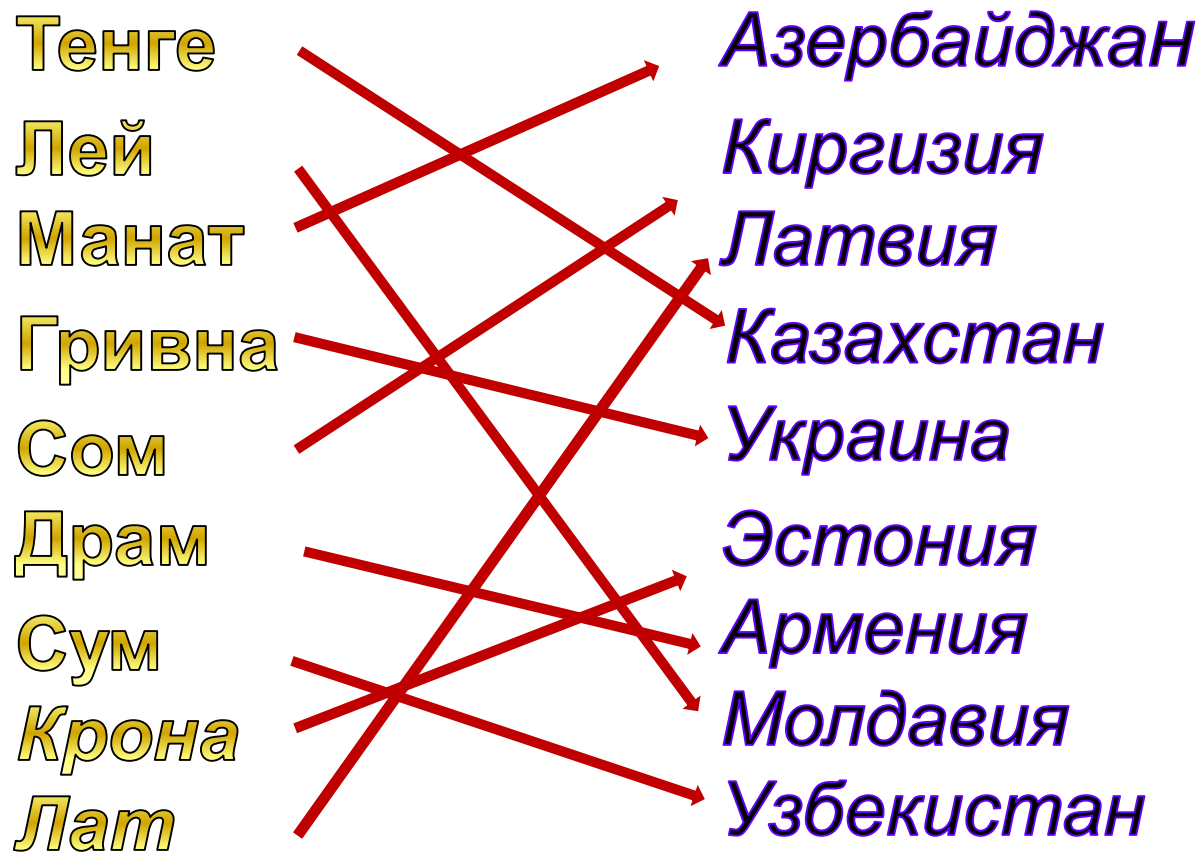 Тенге
Лей
Манат
Гривна
Сом
Драм
Сум
Крона
Лат
Азербайджан
Киргизия
Латвия
Казахстан
Украина
Эстония
Армения
Молдавия
Узбекистан